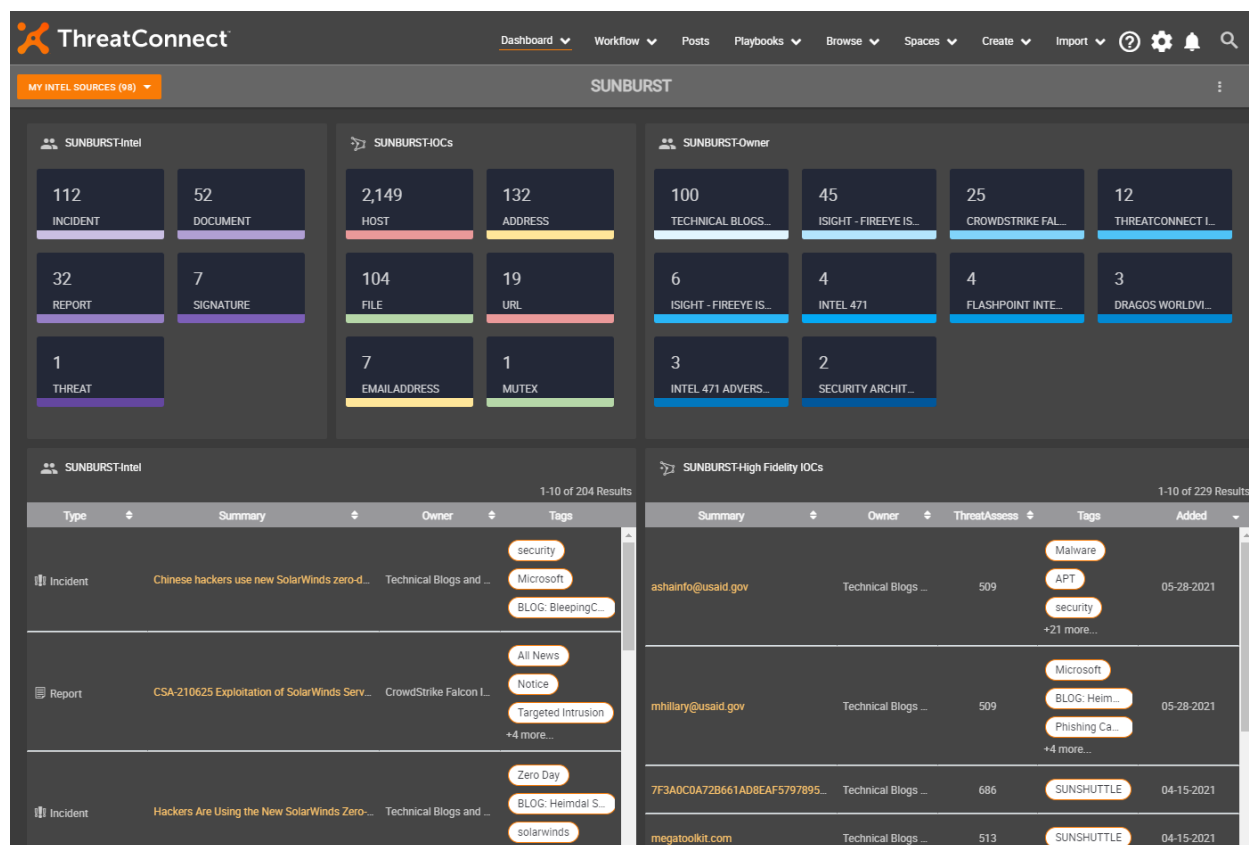 ThreatConnect
Dashboard Workflow Posts Playbooks Browse Spaces Create Import
MY INTEL SOURCES (98)
SUNBURST
SUNBURST-Intel
112
INCIDENT
52
DOCUMENT
32
REPORT
7
SIGNATURE
1
THREAT
SUNBURST-IOCs
2,149
HOST
132
ADDRESS
104
FILE
19
URL
7
EMAILADDRESS
1
MUTEX
SUNBURST-Owner
100
TECHNICAL BLOGS...
45
ISIGHT - FIREEYE IS...
25
CROWDSTRIKE FAL...
12
THREATCONNECT I...
6
ISIGHT - FIREEYE IS...
4
INTEL 471
4
FLASHPOINT INTE...
3
DRAGOS WORLDVI...
3
INTEL 471 ADVERS...
2
SECURITY ARCHIT...
SUNBURST-Intel
1-10 of 204 Results
Type Summary Owner Tags
Incident
Chinese hackers use new SolarWinds zero-d...
Technical Blogs and ...
security
Microsoft
BLOG: BleepingC...
Report
CSA-210625 Exploitation of SolarWinds Serv...
CrowdStrike Falcon I...
All News
Notice
Targeted Intrusion
+4 more...
Incident
Hackers Are Using the New SolarWinds Zero-...
Technical Blogs and ...
Zero Day
BLOG: Heimdal S...
solarwinds
SUNBURST-High Fidelity IOCs
1-10 of 229 Results
Summary Owner ThreatAssess Tags Added
ashainfo@usaid.gov
Technical Blogs ...
509
Malware
APT
security
+21 more...
05-28-2021
mhillary@usaid.gov
Technical Blogs ...
509
Microsoft
BLOG: Heim...
Phishing Ca...
+4 more...
05-28-2021
7F3A0C0A72B661AD8EAF5797895...
Technical Blogs ...
686
SUNSHUTTLE
04-15-2021
megatoolkit.com
Technical Blogs ...
513
SUNSHUTTLE
04-15-2021